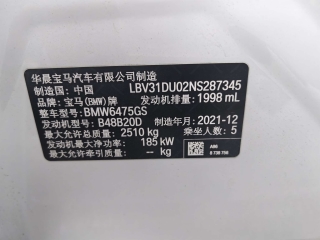 华晨宝马汽车有限公司制造
制造国: 中国 LBV31DU02NS287345
品牌: 宝马(BMW)牌 发动机排量: 1998 mL
整车型号: BMW6475GS
发动机型号: B48B20D 制造年月: 2021-12
最大允许总质量: 2510 kg 乘坐人数: 5
发动机最大净功率: 185 kW
最大允许牵引质量: -- kg